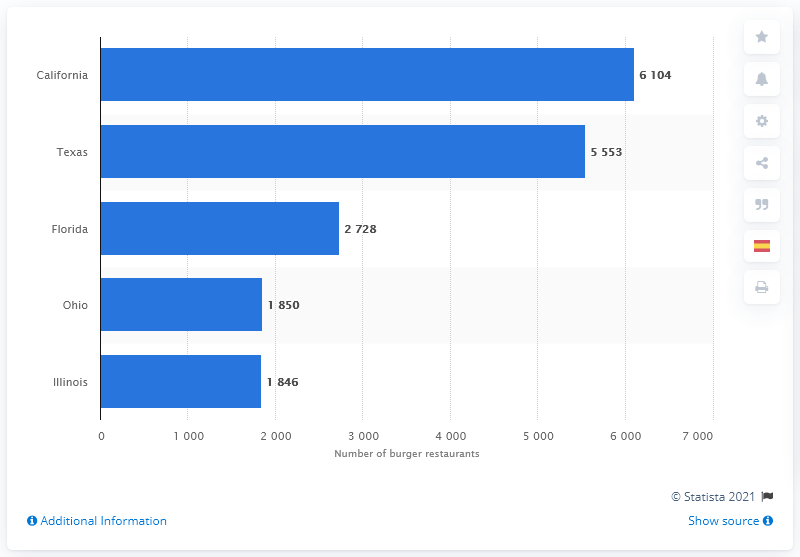 California 6 104
Texas 5 553
Florida 2 728
Ohio 1 850
Illinois 1 846
0 1 000 2 000 3 000 4 000 5 000 6 000 7 000
Number of burger restaurants
© Statista 2021
Additional Information Show source